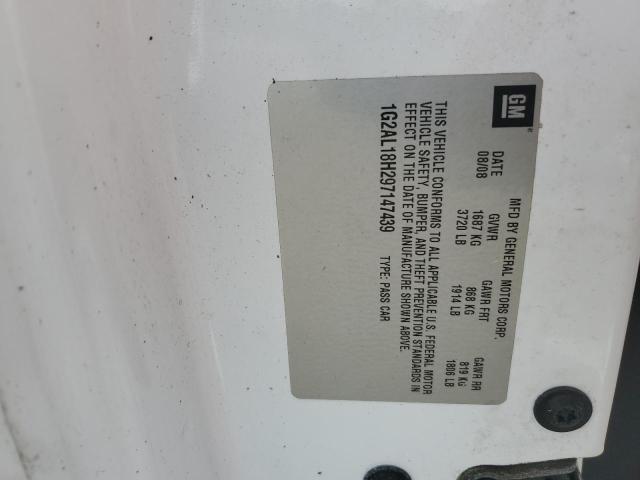 GM
MFD BY GENERAL MOTORS CORP.
DATE GVWR GAWR FRT GAWR RR
08/08 1687 KG 868 KG 819 KG
3720 LB 1914 LB 1806 LB
THIS VEHICLE CONFORMS TO ALL APPLICABLE U.S. FEDERAL MOTOR
VEHICLE SAFETY, BUMPER, AND THEFT PREVENTION STANDARDS IN
EFFECT ON THE DATE OF MANUFACTURE SHOWN ABOVE.
1G2AL18H297147439 TYPE: PASS CAR